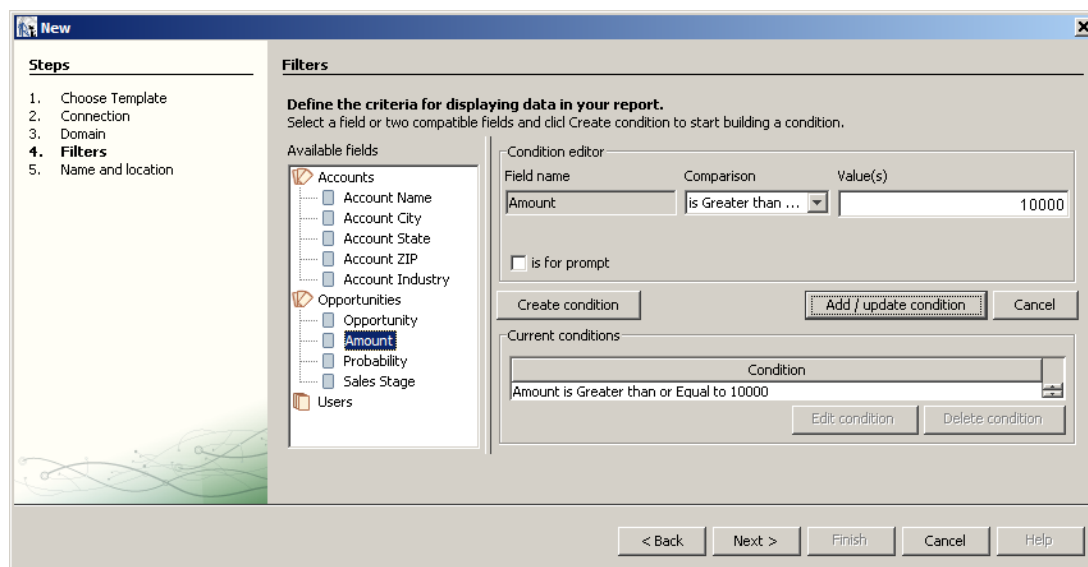 New
Steps
1. Choose Template
2. Connection
3. Domain
4. Filters
5. Name and location
Filters
Define the criteria for displaying data in your report.
Select a field or two compatible fields and clicl Create condition to start building a condition.
Available fields
Accounts
Account Name
Account City
Account State
Account ZIP
Account Industry
Opportunities
Opportunity
Amount
Probability
Sales Stage
Users
Condition editor
Field name Comparison Value(s)
Amount is Greater than ... 10000
is for prompt
Create condition Add / update condition Cancel
Current conditions
Condition
Amount is Greater than or Equal to 10000
Edit condition Delete condition
< Back Next > Finish Cancel Help